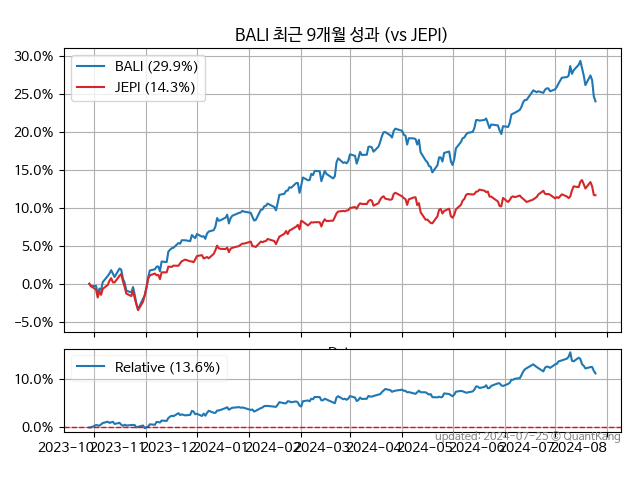 BALI 최근 9개월 성과 (vs JEPI)
30.0%
25.0%
20.0%
15.0%
10.0%
5.0%
0.0%
−5.0%
BALI (29.9%)
JEPI (14.3%)
10.0%
0.0%
Relative (13.6%)
updated: 2024-07-25 © QuantKang
2023-10 2023-11 2023-12 2024-01 2024-02 2024-03 2024-04 2024-05 2024-06 2024-07 2024-08